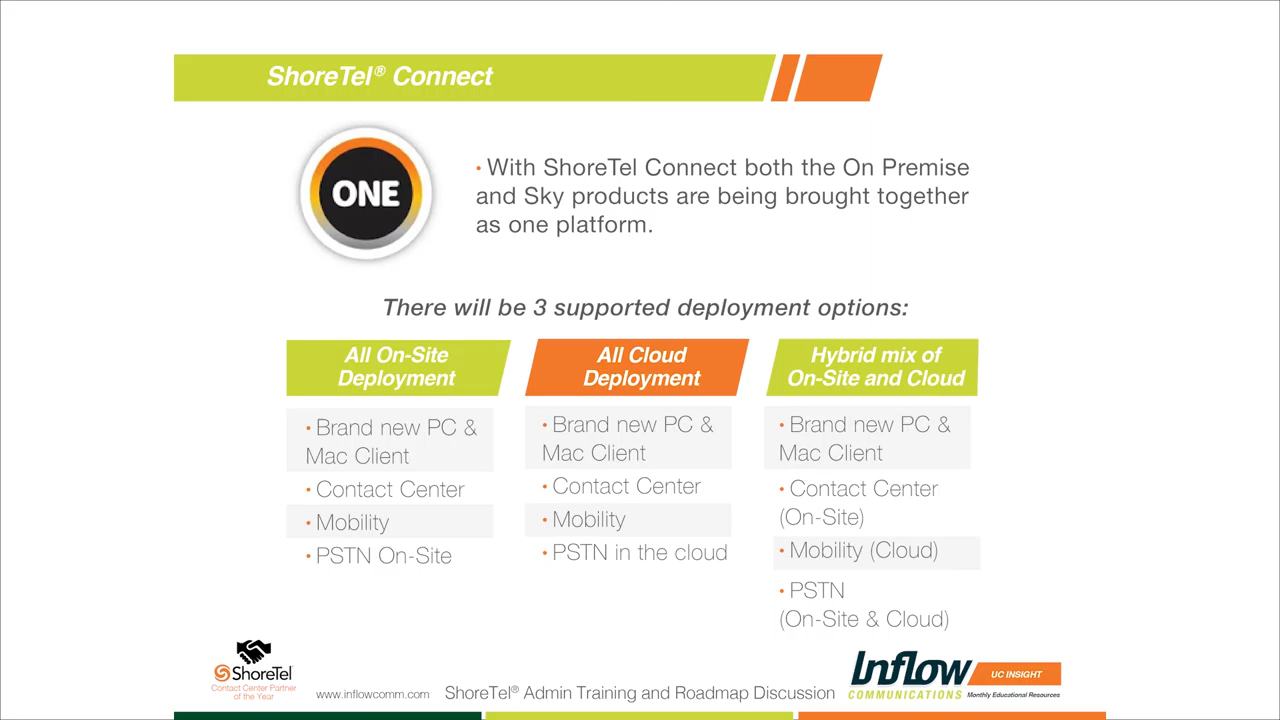 ShoreTel® Connect
ONE
• With ShoreTel Connect both the On Premise
and Sky products are being brought together
as one platform.
There will be 3 supported deployment options:
All On-Site
Deployment
• Brand new PC &
Mac Client
• Contact Center
• Mobility
• PSTN On-Site
All Cloud
Deployment
• Brand new PC &
Mac Client
• Contact Center
• Mobility
• PSTN in the cloud
Hybrid mix of
On-Site and Cloud
• Brand new PC &
Mac Client
• Contact Center
(On-Site)
• Mobility (Cloud)
• PSTN
(On-Site & Cloud)
ShoreTel
Contact Center Partner
of the Year
www.inflowcomm.com
ShoreTel® Admin Training and Roadmap Discussion
Inflow
COMMUNICATIONS
UC INSIGHT
Monthly Educational Resources